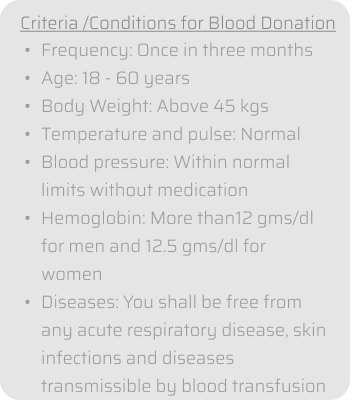 Criteria /Conditions for Blood Donation
• Frequency: Once in three months
• Age: 18 - 60 years
• Body Weight: Above 45 kgs
• Temperature and pulse: Normal
• Blood pressure: Within normal
limits without medication
• Hemoglobin: More than12 gms/dl
for men and 12.5 gms/dl for
women
• Diseases: You shall be free from
any acute respiratory disease, skin
infections and diseases
transmissible by blood transfusion